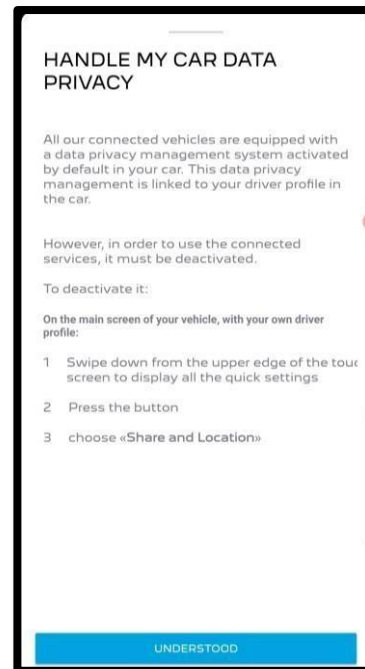 HANDLE MY CAR DATA
PRIVACY
All our connected vehicles are equipped with
a data privacy management system activated
by default in your car. This data privacy
management is linked to your driver profile in
the car.
However, in order to use the connected
services, it must be deactivated.
To deactivate it:
On the main screen of your vehicle, with your own driver
profile:
1 Swipe down from the upper edge of the touc
screen to display all the quick settings
2 Press the button
3 choose «Share and Location»
UNDERSTOOD